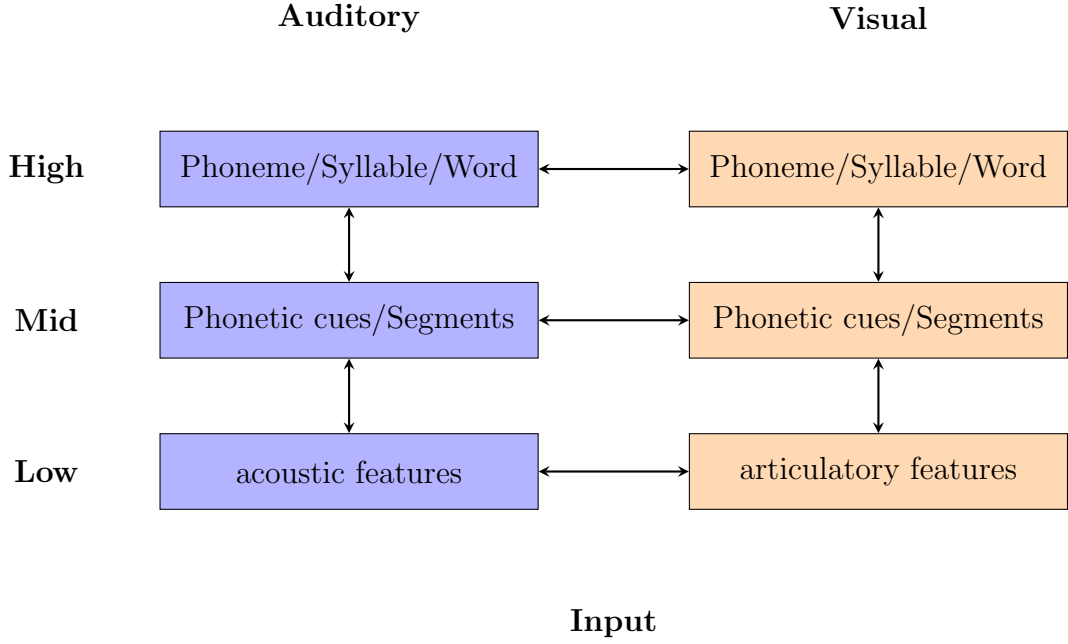 Auditory Visual
High Phoneme/Syllable/Word Phoneme/Syllable/Word
Mid Phonetic cues/Segments Phonetic cues/Segments
Low acoustic features articulatory features
Input